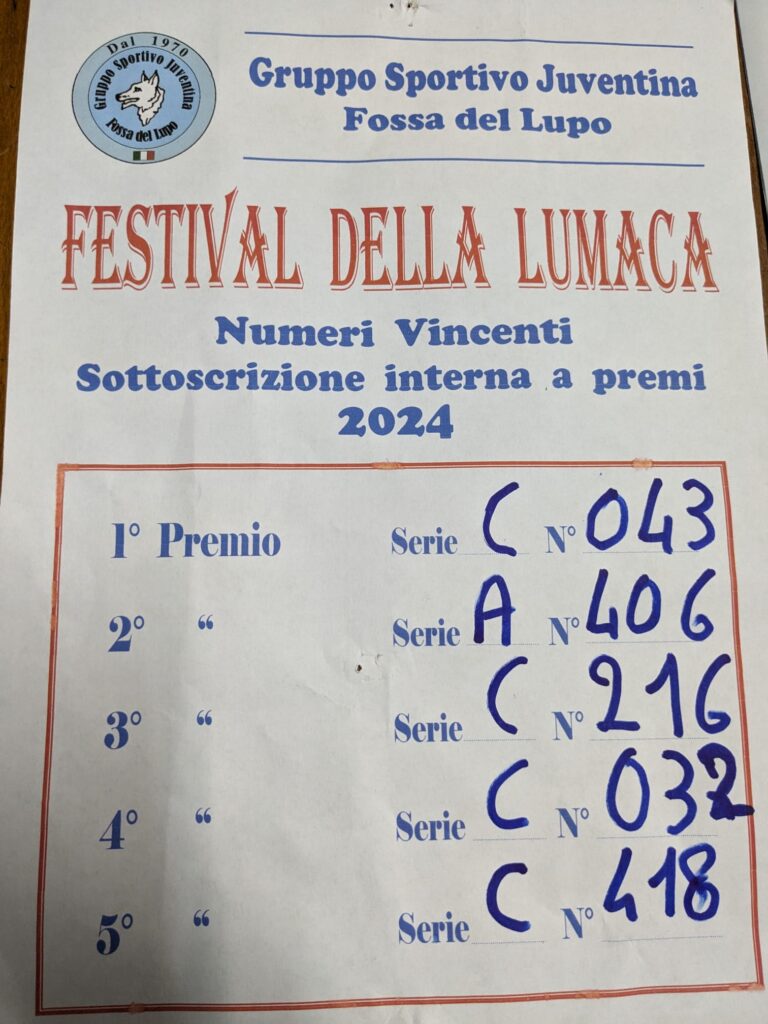 Dal 1970
Gruppo Sportivo Juventina
Fossa del Lupo
Gruppo Sportivo Juventina
Fossa del Lupo
FESTIVAL DELLA LUMACA
Numeri Vincenti
Sottoscrizione interna a premi
2024
1° Premio Serie C N° 043
2° “ Serie A N° 406
3° “ Serie C N° 216
4° “ Serie C N° 032
5° “ Serie C N° 418